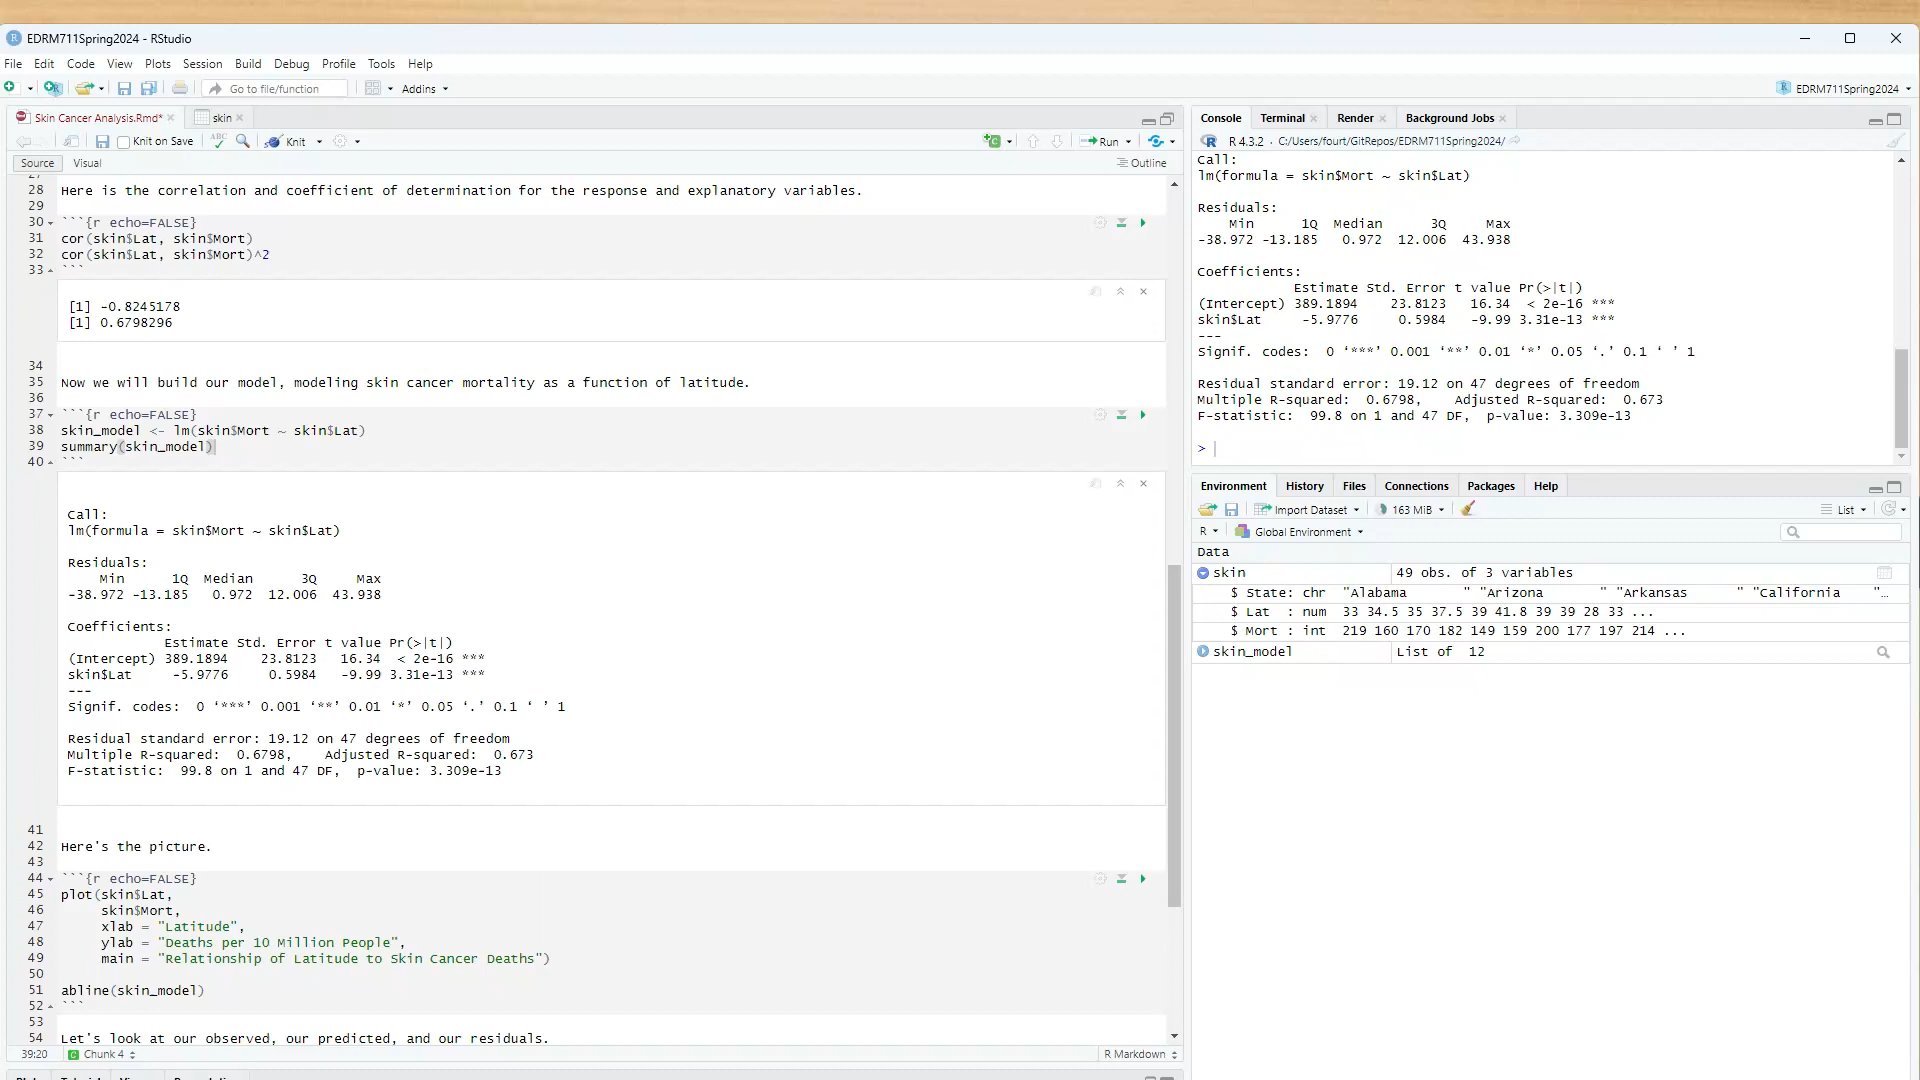 EDRM711Spring2024 - RStudio
File Edit Code View Plots Session Build Debug Profile Tools Help
Go to file/function Addins EDRM711Spring2024
Skin Cancer Analysis.Rmd* skin
Knit on Save ABC Knit Run
Source Visual Outline
27
28 Here is the correlation and coefficient of determination for the response and explanatory variables.
29
30 ```{r echo=FALSE}
31 cor(skin$Lat, skin$Mort)
32 cor(skin$Lat, skin$Mort)^2
33 ```
[1] -0.8245178
[1] 0.6798296
34
35 Now we will build our model, modeling skin cancer mortality as a function of latitude.
36
37 ```{r echo=FALSE}
38 skin_model <- lm(skin$Mort ~ skin$Lat)
39 summary(skin_model)
40 ```
Call:
lm(formula = skin$Mort ~ skin$Lat)
Residuals:
Min 1Q Median 3Q Max
-38.972 -13.185 0.972 12.006 43.938
Coefficients:
Estimate Std. Error t value Pr(>|t|)
(Intercept) 389.1894 23.8123 16.34 < 2e-16 ***
skin$Lat -5.9776 0.5984 -9.99 3.31e-13 ***
---
Signif. codes: 0 ‘***’ 0.001 ‘**’ 0.01 ‘*’ 0.05 ‘.’ 0.1 ‘ ’ 1
Residual standard error: 19.12 on 47 degrees of freedom
Multiple R-squared: 0.6798, Adjusted R-squared: 0.673
F-statistic: 99.8 on 1 and 47 DF, p-value: 3.309e-13
41
42 Here's the picture.
43
44 ```{r echo=FALSE}
45 plot(skin$Lat,
46 skin$Mort,
47 xlab = "Latitude",
48 ylab = "Deaths per 10 Million People",
49 main = "Relationship of Latitude to Skin Cancer Deaths")
50
51 abline(skin_model)
52 ```
53
54 Let's look at our observed, our predicted, and our residuals.
39:20 C Chunk 4 R Markdown
Console Terminal Render Background Jobs
R 4.3.2 · C:/Users/fourt/GitRepos/EDRM711Spring2024/
Call:
lm(formula = skin$Mort ~ skin$Lat)
Residuals:
Min 1Q Median 3Q Max
-38.972 -13.185 0.972 12.006 43.938
Coefficients:
Estimate Std. Error t value Pr(>|t|)
(Intercept) 389.1894 23.8123 16.34 < 2e-16 ***
skin$Lat -5.9776 0.5984 -9.99 3.31e-13 ***
---
Signif. codes: 0 ‘***’ 0.001 ‘**’ 0.01 ‘*’ 0.05 ‘.’ 0.1 ‘ ’ 1
Residual standard error: 19.12 on 47 degrees of freedom
Multiple R-squared: 0.6798, Adjusted R-squared: 0.673
F-statistic: 99.8 on 1 and 47 DF, p-value: 3.309e-13
>
Environment History Files Connections Packages Help
Import Dataset 163 MiB List
R Global Environment
Data
skin 49 obs. of 3 variables
$ State: chr "Alabama " "Arizona " "Arkansas " "California "…
$ Lat : num 33 34.5 35 37.5 39 41.8 39 39 28 33 ...
$ Mort : int 219 160 170 182 149 159 200 177 197 214 ...
skin_model List of 12